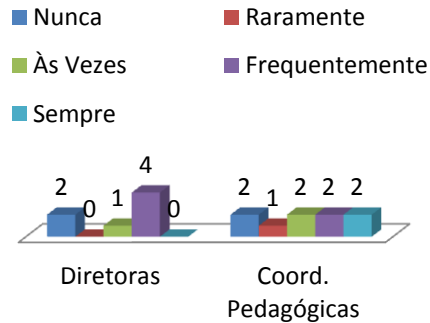 Nunca Raramente
Às Vezes Frequentemente
Sempre
2 0 1 4 0 2 1 2 2 2
Diretoras Coord.
Pedagógicas